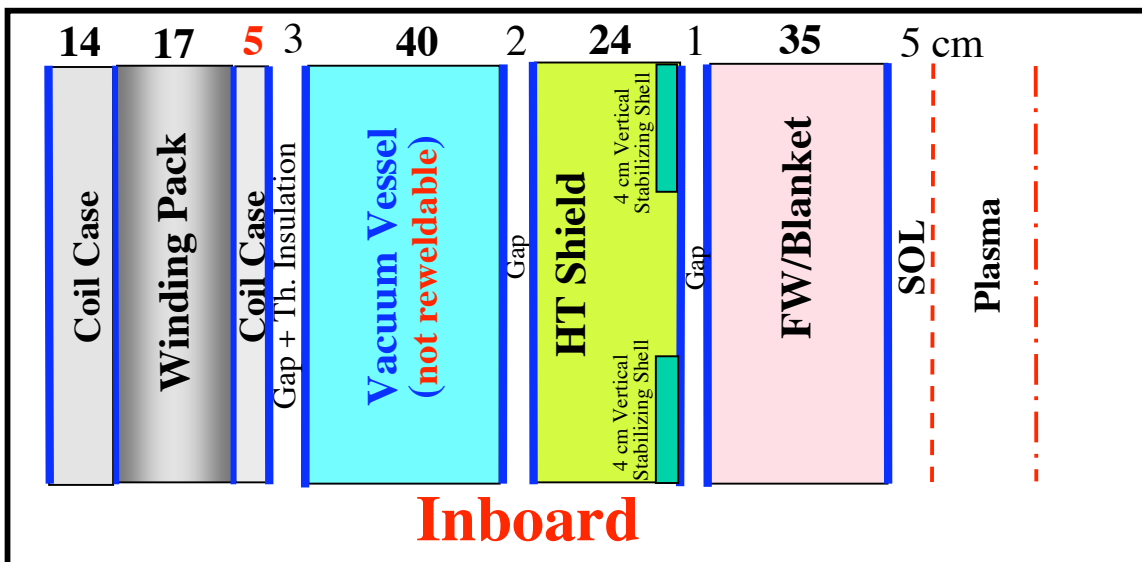 14 17 5 3 40 2 24 1 35 5 cm
Coil Case
Winding Pack
Coil Case
Gap + Th. Insulation
Vacuum Vessel
(not reweldable)
Gap
HT Shield
4 cm Vertical
Stabilizing Shell
4 cm Vertical
Stabilizing Shell
Gap
FW/Blanket
SOL
Plasma
Inboard